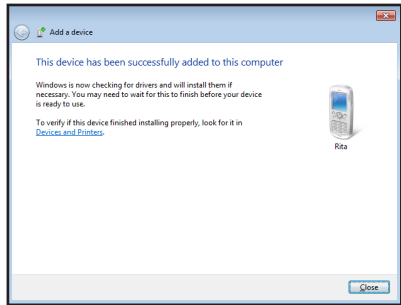 Add a device
This device has been successfully added to this computer
Windows is now checking for drivers and will install them if
necessary. You may need to wait for this to finish before your device
is ready to use.
To verify if this device finished installing properly, look for it in
Devices and Printers.
Rita
Close